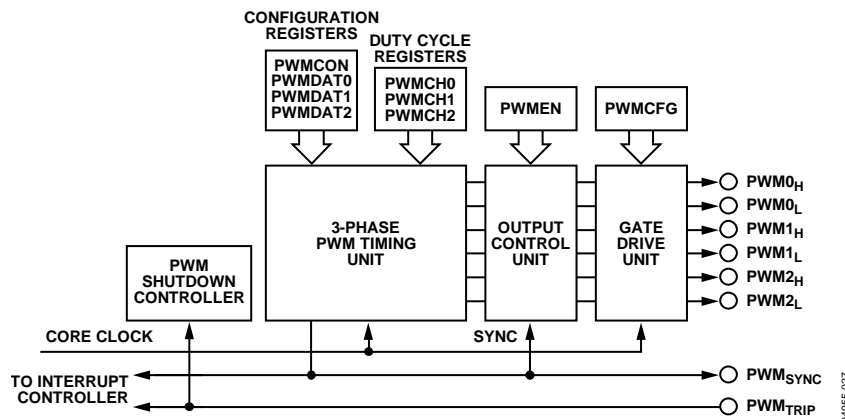 CONFIGURATION
REGISTERS
DUTY CYCLE
REGISTERS
PWMCON
PWMDAT0
PWMDAT1
PWMDAT2
PWMCH0
PWMCH1
PWMCH2
PWMEN
PWMCFG
3-PHASE
PWM TIMING
UNIT
OUTPUT
CONTROL
UNIT
GATE
DRIVE
UNIT
PWM0H
PWM0L
PWM1H
PWM1L
PWM2H
PWM2L
PWM
SHUTDOWN
CONTROLLER
CORE CLOCK
SYNC
TO INTERRUPT
CONTROLLER
PWMSYNC
PWMTRIP